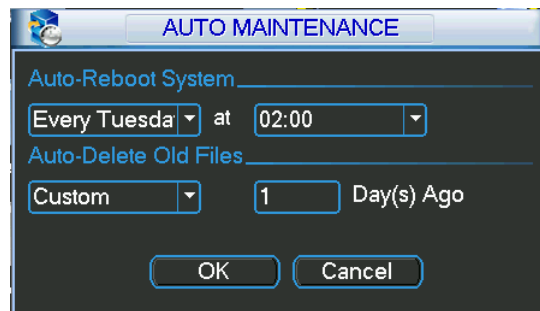 AUTO MAINTENANCE
Auto-Reboot System
Every Tuesda at 02:00
Auto-Delete Old Files
Custom 1 Day(s) Ago
OK Cancel